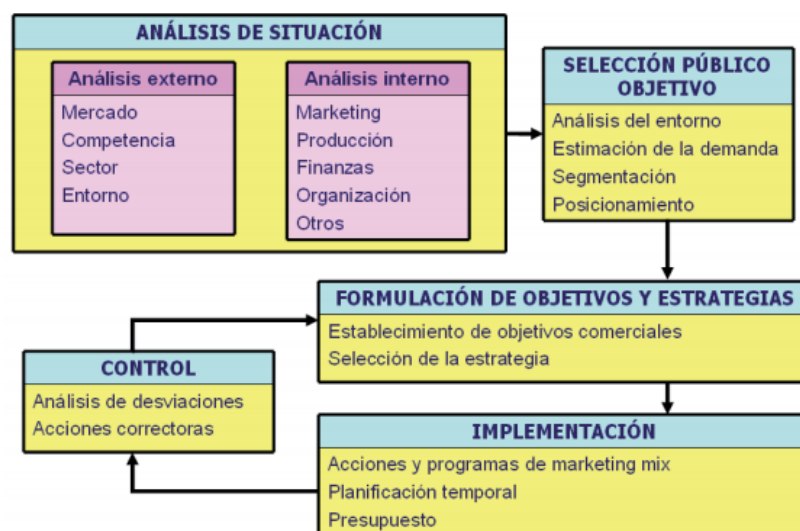 ANÁLISIS DE SITUACIÓN
Análisis externo
Mercado
Competencia
Sector
Entorno
Análisis interno
Marketing
Producción
Finanzas
Organización
Otros
SELECCIÓN PÚBLICO
OBJETIVO
Análisis del entorno
Estimación de la demanda
Segmentación
Posicionamiento
FORMULACIÓN DE OBJETIVOS Y ESTRATEGIAS
Establecimiento de objetivos comerciales
Selección de la estrategia
IMPLEMENTACIÓN
Acciones y programas de marketing mix
Planificación temporal
Presupuesto
CONTROL
Análisis de desviaciones
Acciones correctoras